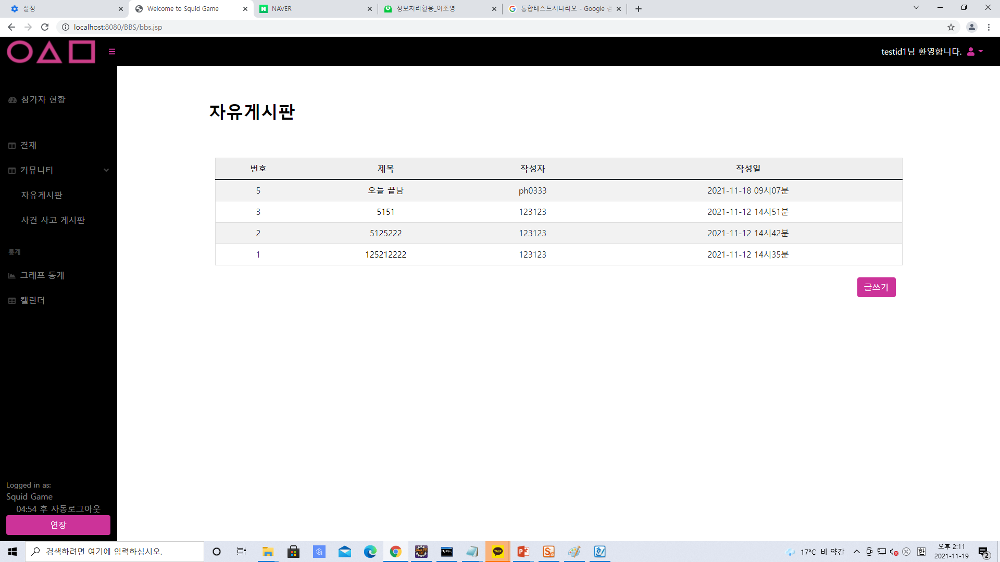 설정
Welcome to Squid Game
NAVER
정보처리활용_이조영
통합테스트시나리오 - Google
localhost:8080/BBS/bbs.jsp
testid1님 환영합니다.
참가자 현황
결재
커뮤니티
자유게시판
사건 사고 게시판
통계
그래프 통계
캘린더
Logged in as:
Squid Game
04:54 후 자동로그아웃
연장
자유게시판
번호 제목 작성자 작성일
5 오늘 끝남 ph0333 2021-11-18 09시07분
3 5151 123123 2021-11-12 14시51분
2 5125222 123123 2021-11-12 14시42분
1 125212222 123123 2021-11-12 14시35분
글쓰기
검색하려면 여기에 입력하십시오.
TALK
17°C 비 약간
한
오후 2:11
2021-11-19
2